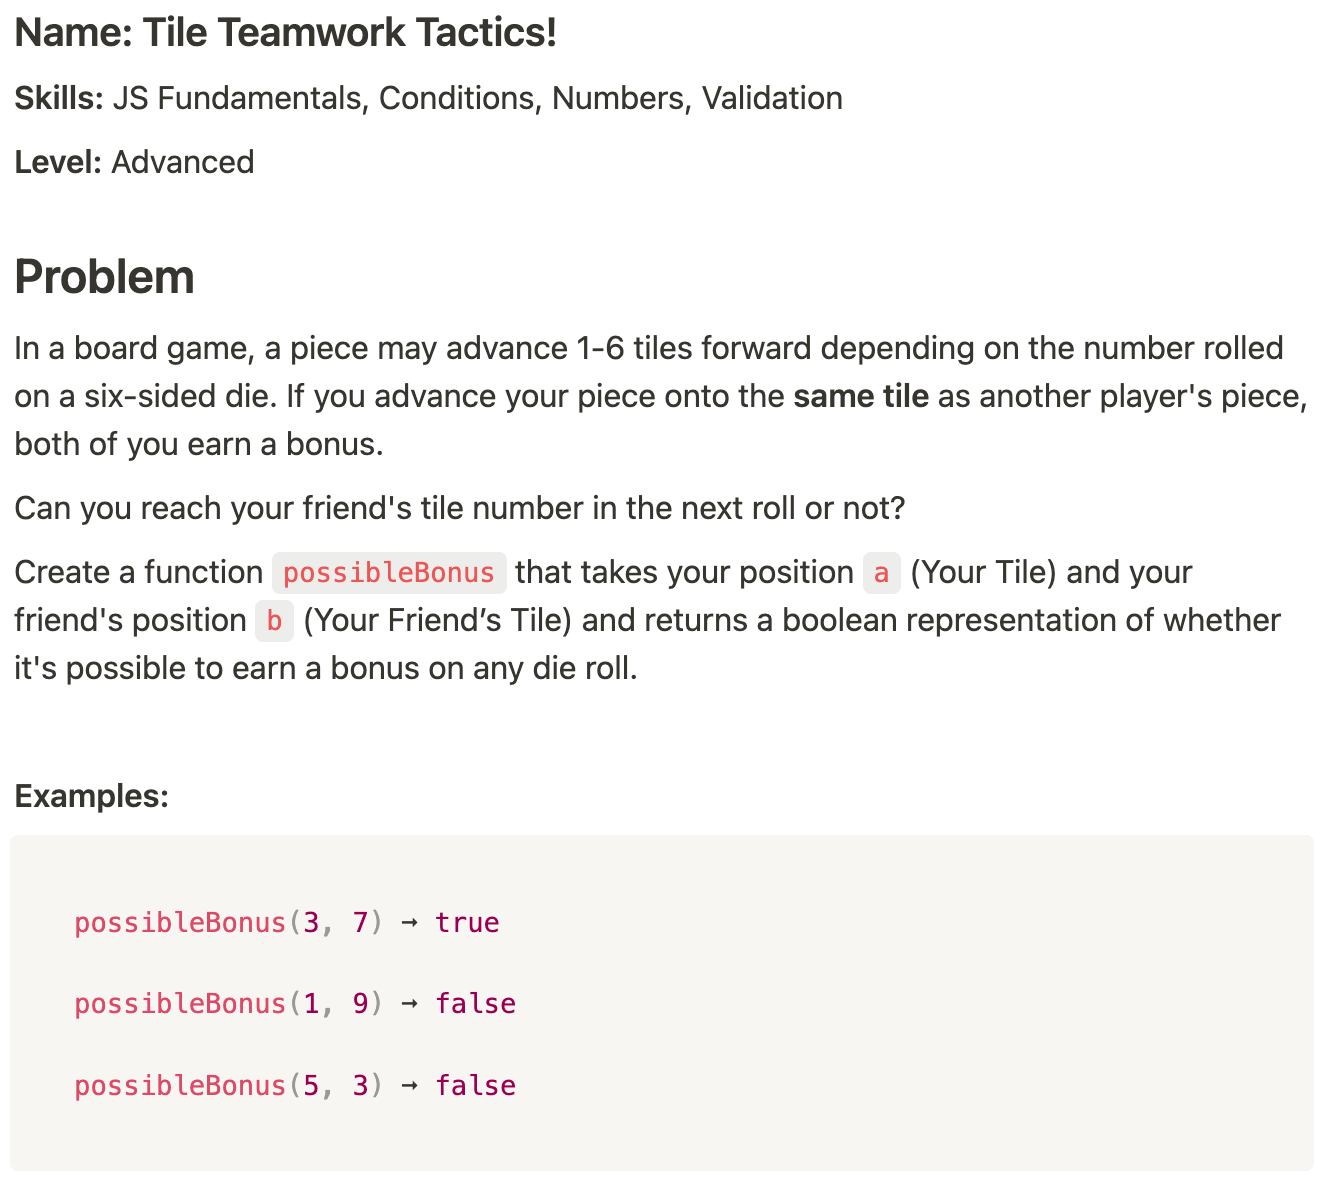 Name: Tile Teamwork Tactics!
Skills: JS Fundamentals, Conditions, Numbers, Validation
Level: Advanced
Problem
In a board game, a piece may advance 1-6 tiles forward depending on the number rolled
on a six-sided die. If you advance your piece onto the same tile as another player's piece,
both of you earn a bonus.
Can you reach your friend's tile number in the next roll or not?
Create a function possibleBonus that takes your position a (Your Tile) and your
friend's position b (Your Friend’s Tile) and returns a boolean representation of whether
it's possible to earn a bonus on any die roll.
Examples:
possibleBonus(3, 7) → true
possibleBonus(1, 9) → false
possibleBonus(5, 3) → false